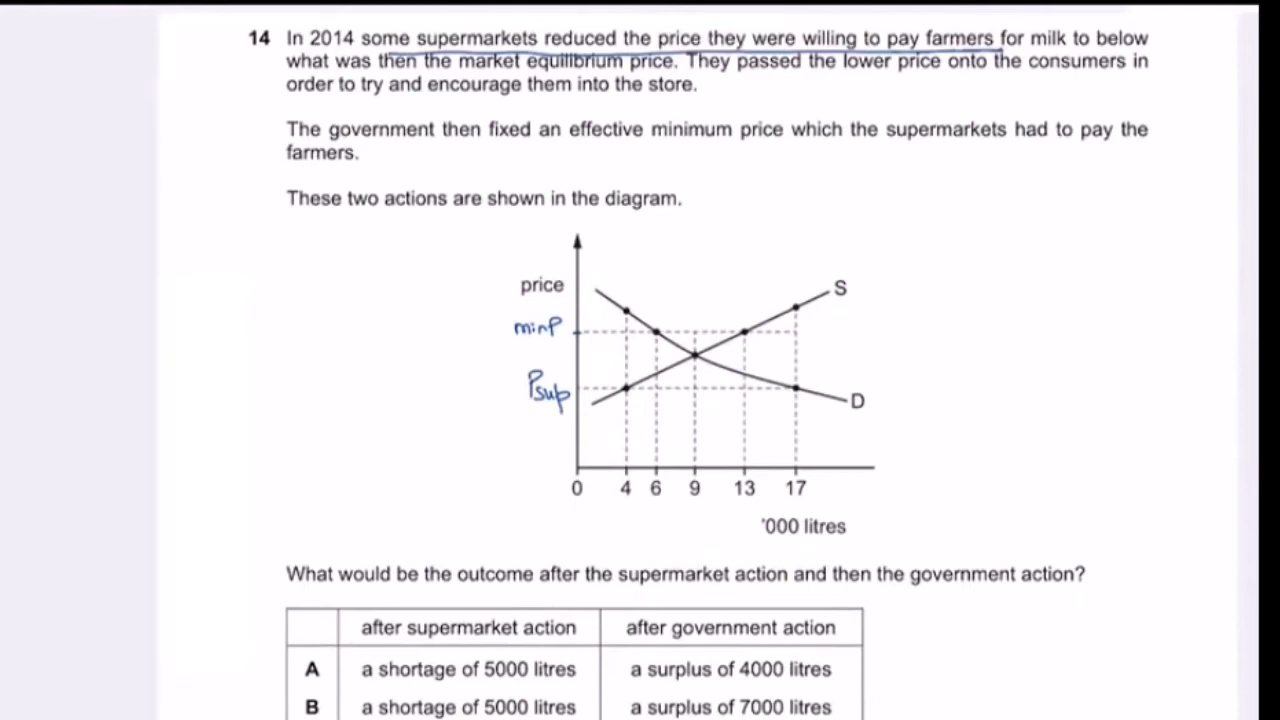 14 In 2014 some supermarkets reduced the price they were willing to pay farmers for milk to below
what was then the market equilibrium price. They passed the lower price onto the consumers in
order to try and encourage them into the store.
The government then fixed an effective minimum price which the supermarkets had to pay the
farmers.
These two actions are shown in the diagram.
price
S
minP
Psup
D
0 4 6 9 13 17
'000 litres
What would be the outcome after the supermarket action and then the government action?
after supermarket action after government action
A a shortage of 5000 litres a surplus of 4000 litres
B a shortage of 5000 litres a surplus of 7000 litres